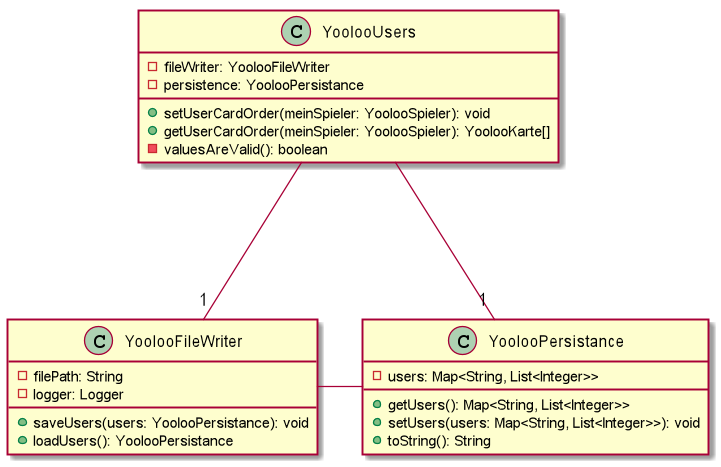 C YoolooUsers
fileWriter: YoolooFileWriter
persistence: YoolooPersistance
setUserCardOrder(meinSpieler: YoolooSpieler): void
getUserCardOrder(meinSpieler: YoolooSpieler): YoolooKarte[]
valuesAreValid(): boolean
1
1
C YoolooFileWriter
filePath: String
logger: Logger
saveUsers(users: YoolooPersistance): void
loadUsers(): YoolooPersistance
C YoolooPersistance
users: Map<String, List<Integer>>
getUsers(): Map<String, List<Integer>>
setUsers(users: Map<String, List<Integer>>): void
toString(): String